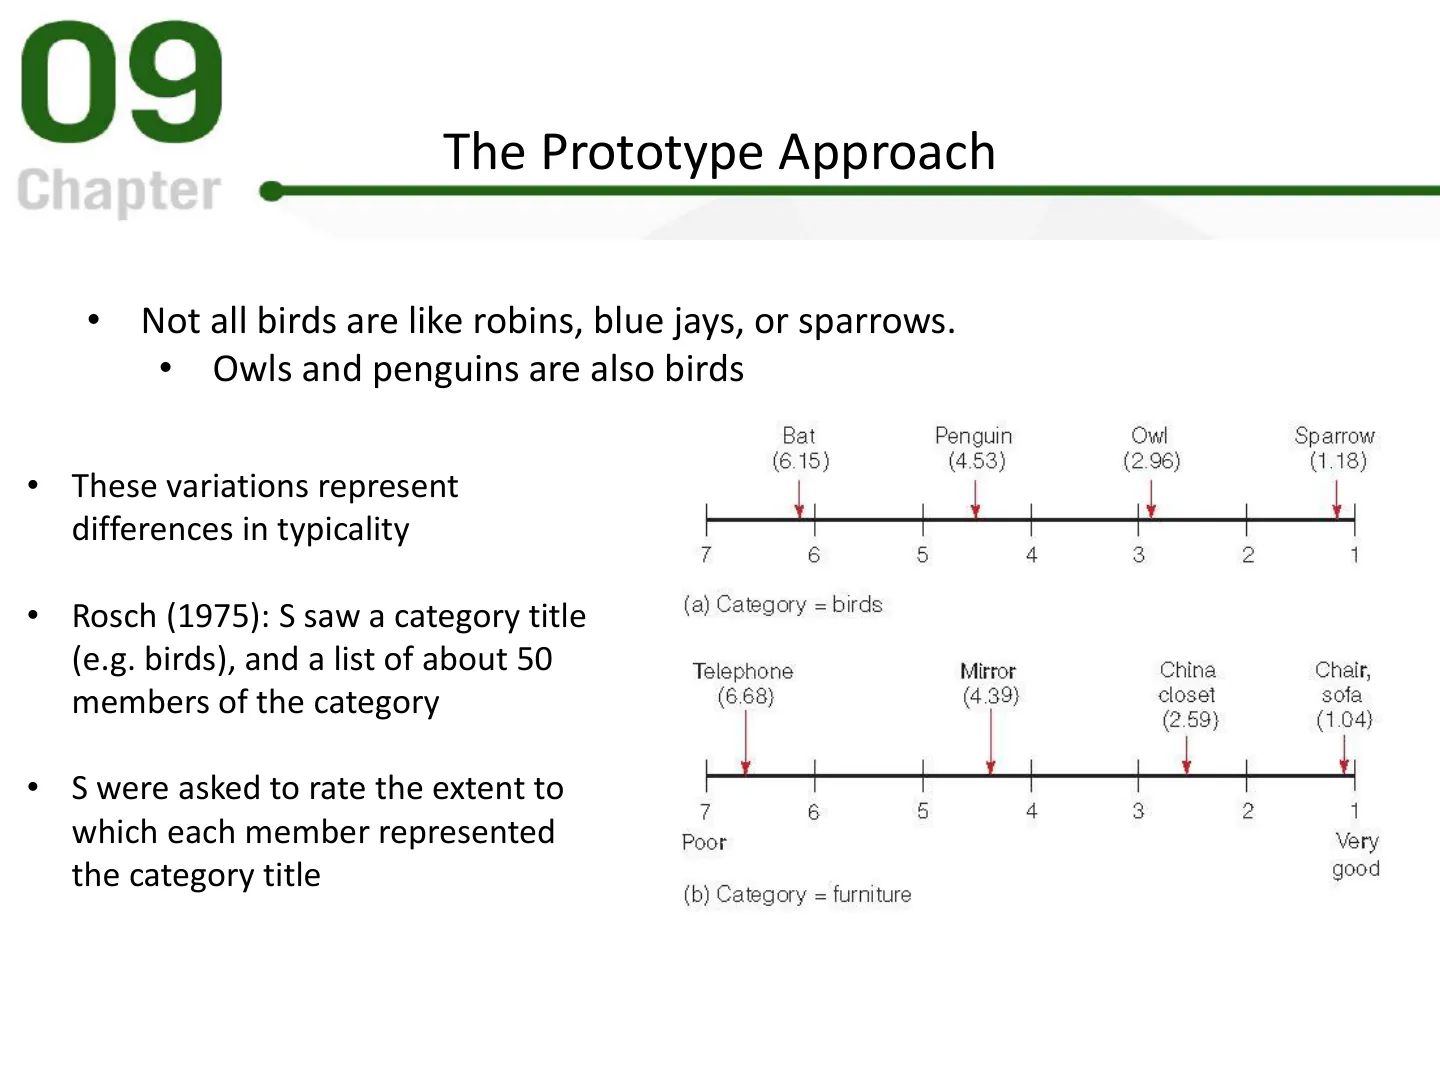 09
Chapter
The Prototype Approach
• Not all birds are like robins, blue jays, or sparrows.
• Owls and penguins are also birds
• These variations represent
differences in typicality
• Rosch (1975): S saw a category title
(e.g. birds), and a list of about 50
members of the category
• S were asked to rate the extent to
which each member represented
the category title
Bat Penguin Owl Sparrow
(6.15) (4.53) (2.96) (1.18)
7 6 5 4 3 2 1
(a) Category = birds
Telephone Mirror China Chair,
(6.68) (4.39) closet sofa
(2.59) (1.04)
7 6 5 4 3 2 1
Poor Very
good
(b) Category = furniture